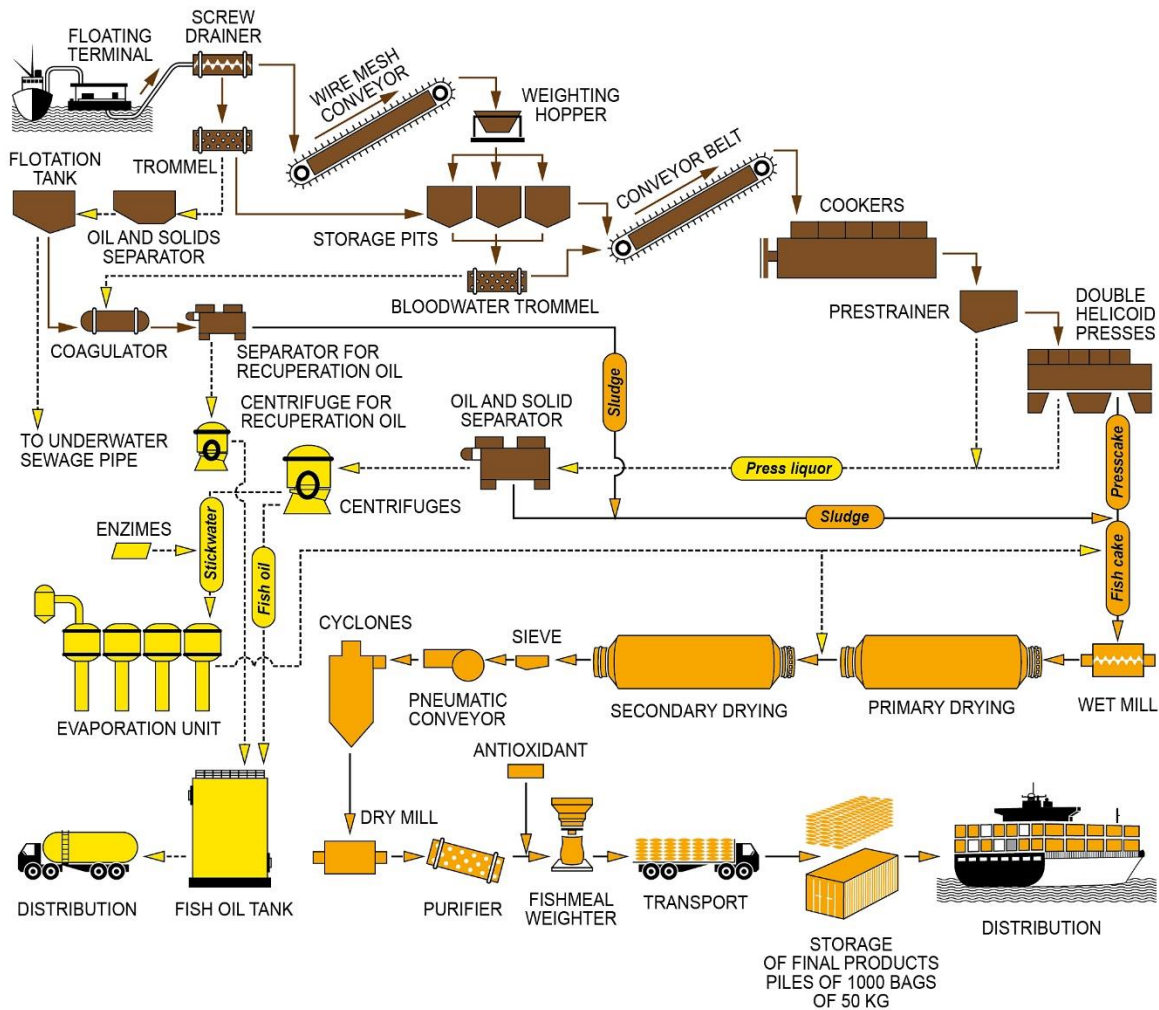 SCREW
DRAINER
FLOATING
TERMINAL
WIRE MESH
CONVEYOR
WEIGHTING
HOPPER
TROMMEL
FLOTATION
TANK
OIL AND SOLIDS
SEPARATOR
STORAGE PITS
CONVEYOR BELT
COOKERS
BLOODWATER TROMMEL
PRESTRAINER
DOUBLE
HELICOID
PRESSES
COAGULATOR
SEPARATOR FOR
RECUPERATION OIL
Sludge
CENTRIFUGE FOR
RECUPERATION OIL
OIL AND SOLID
SEPARATOR
TO UNDERWATER
SEWAGE PIPE
Press liquor
Presscake
CENTRIFUGES
Sludge
ENZIMES
Stickwater
Fish oil
Fish cake
CYCLONES
SIEVE
EVAPORATION UNIT
PNEUMATIC
CONVEYOR
SECONDARY DRYING
PRIMARY DRYING
WET MILL
ANTIOXIDANT
DRY MILL
DISTRIBUTION
FISH OIL TANK
PURIFIER
FISHMEAL
WEIGHTER
TRANSPORT
STORAGE
OF FINAL PRODUCTS
PILES OF 1000 BAGS
OF 50 KG
DISTRIBUTION